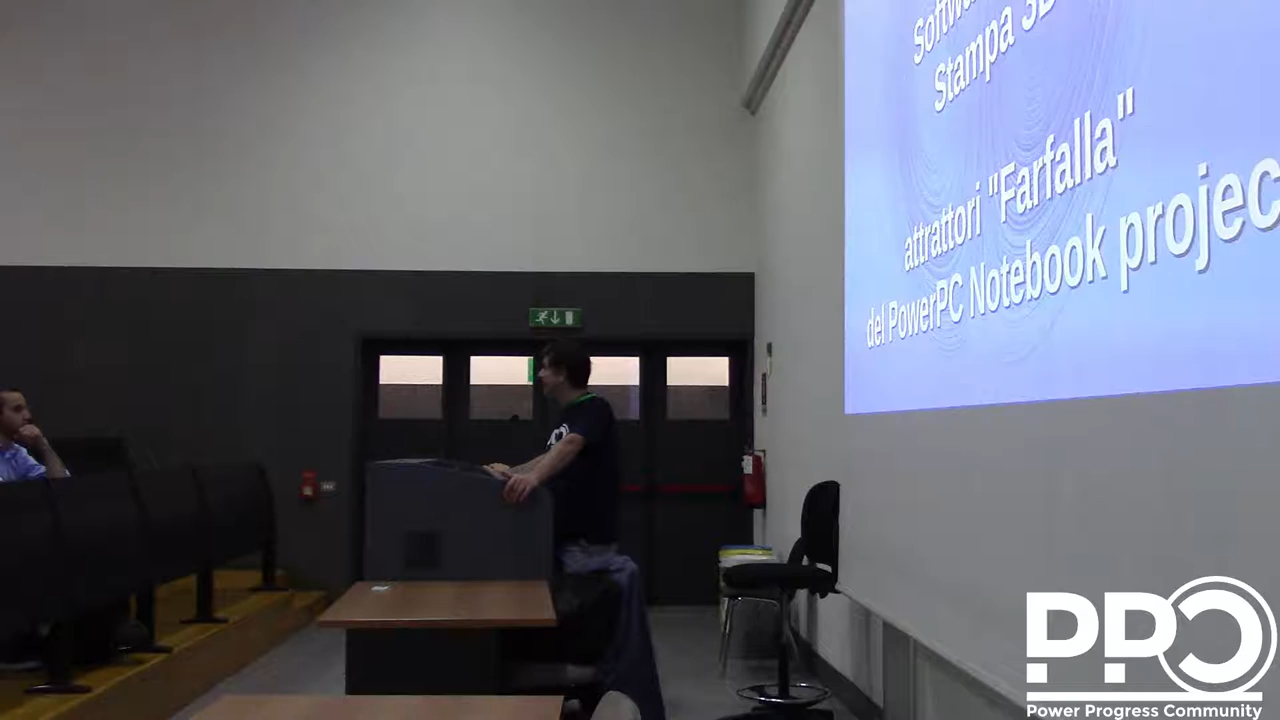 Stampa 3D
attrattori "Farfalla"
del PowerPC Notebook projec
PPC
Power Progress Community